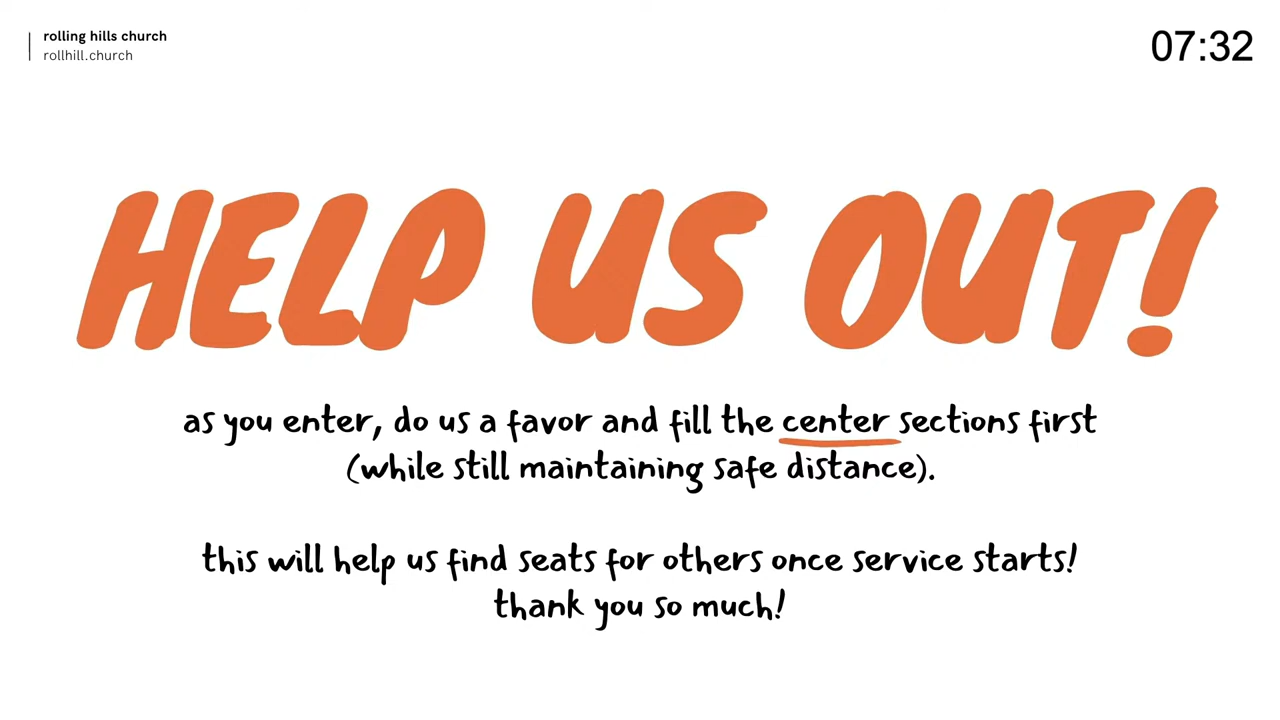 rolling hills church
rollhill.church
07:32
HELP US OUT!
as you enter, do us a favor and fill the center sections first
(while still maintaining safe distance).
this will help us find seats for others once service starts!
thank you so much!